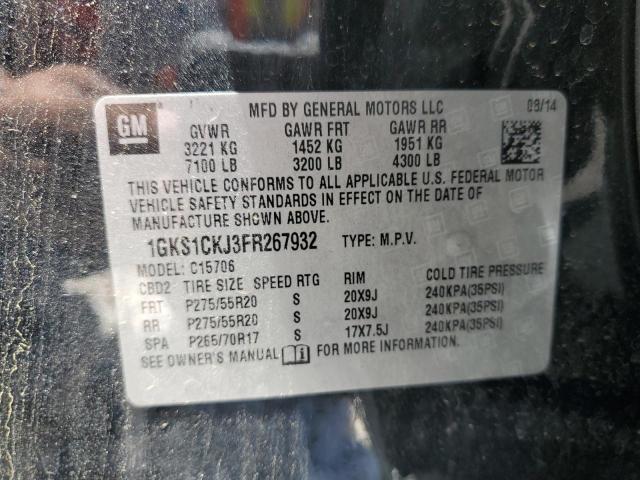 GM
MFD BY GENERAL MOTORS LLC 08/14
GVWR GAWR FRT GAWR RR
3221 KG 1452 KG 1951 KG
7100 LB 3200 LB 4300 LB
THIS VEHICLE CONFORMS TO ALL APPLICABLE U.S. FEDERAL MOTOR
VEHICLE SAFETY STANDARDS IN EFFECT ON THE DATE OF
MANUFACTURE SHOWN ABOVE.
1GKS1CKJ3FR267932 TYPE: M.P.V.
MODEL: C15706
CBD2 TIRE SIZE SPEED RTG RIM COLD TIRE PRESSURE
FRT P275/55R20 S 20X9J 240KPA(35PSI)
RR P275/55R20 S 20X9J 240KPA(35PSI)
SPA P265/70R17 S 17X7.5J 240KPA(35PSI)
SEE OWNER'S MANUAL FOR MORE INFORMATION.